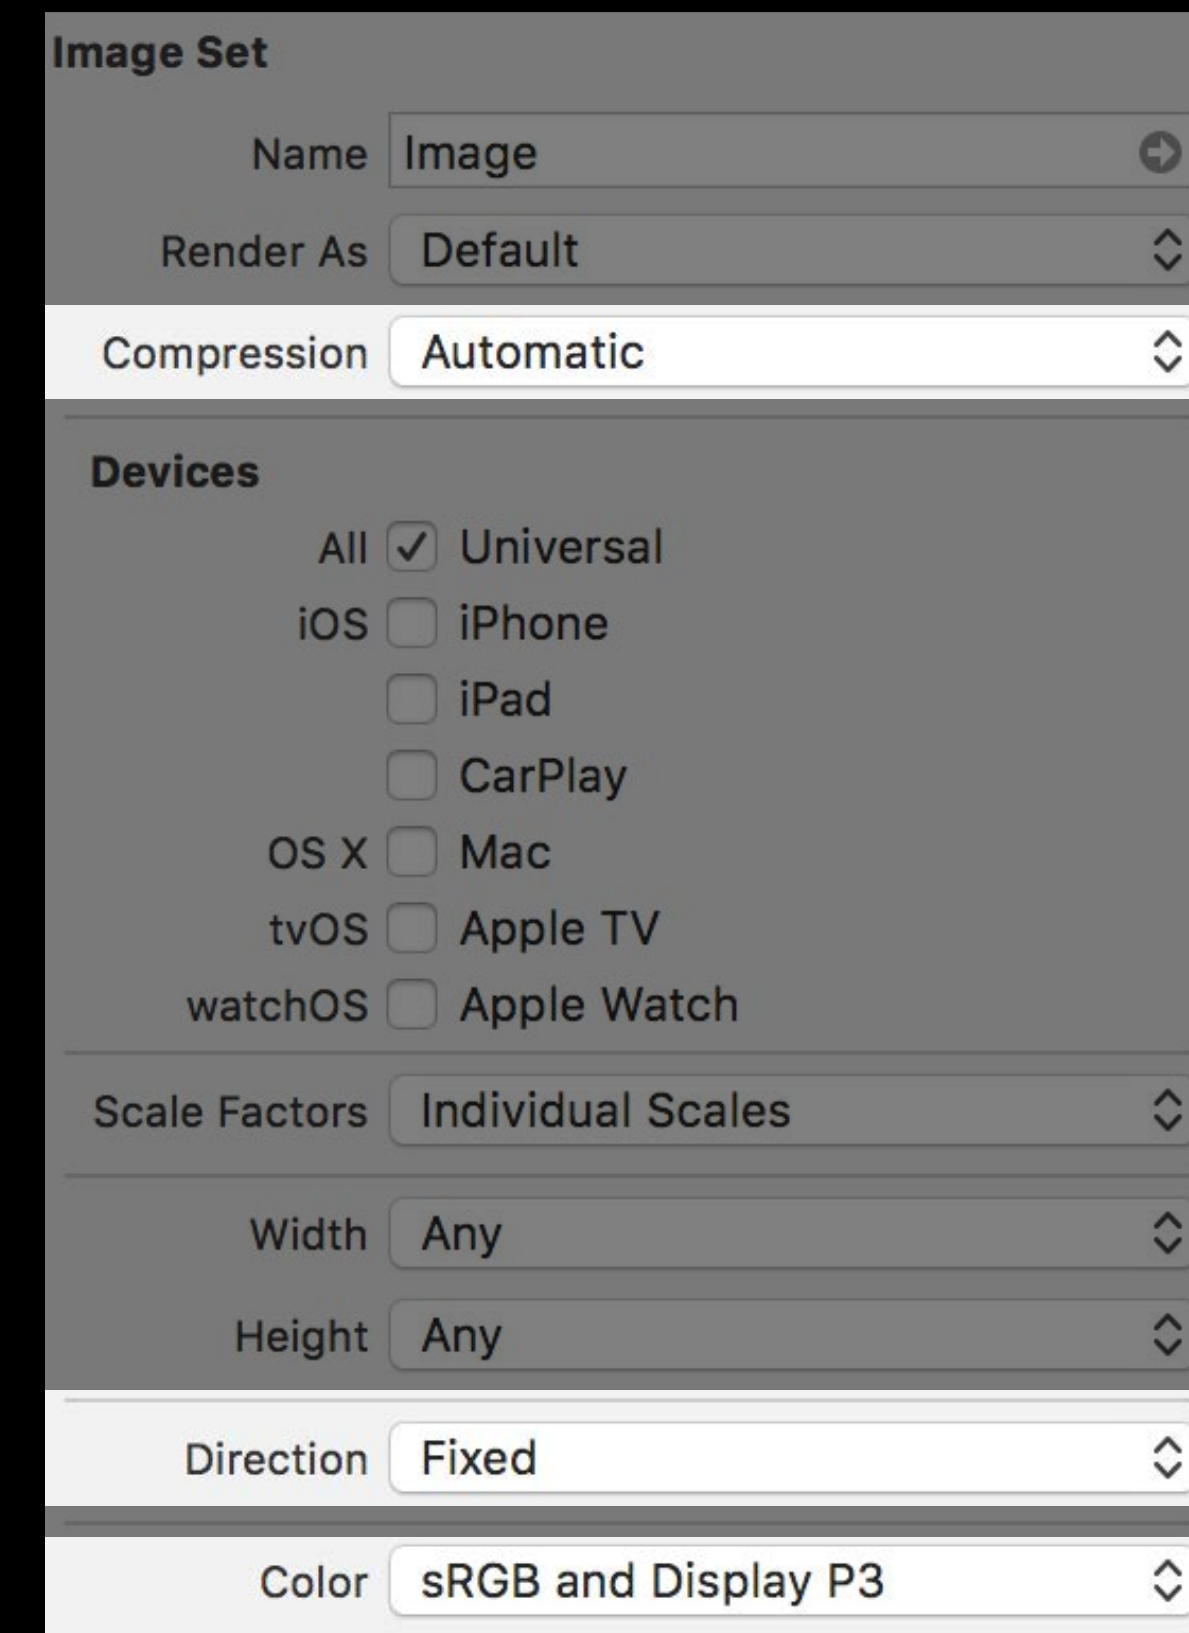 Image Set
Name Image
Render As Default
Compression Automatic
Devices
All Universal
iOS iPhone
iPad
CarPlay
OS X Mac
tvOS Apple TV
watchOS Apple Watch
Scale Factors Individual Scales
Width Any
Height Any
Direction Fixed
Color sRGB and Display P3